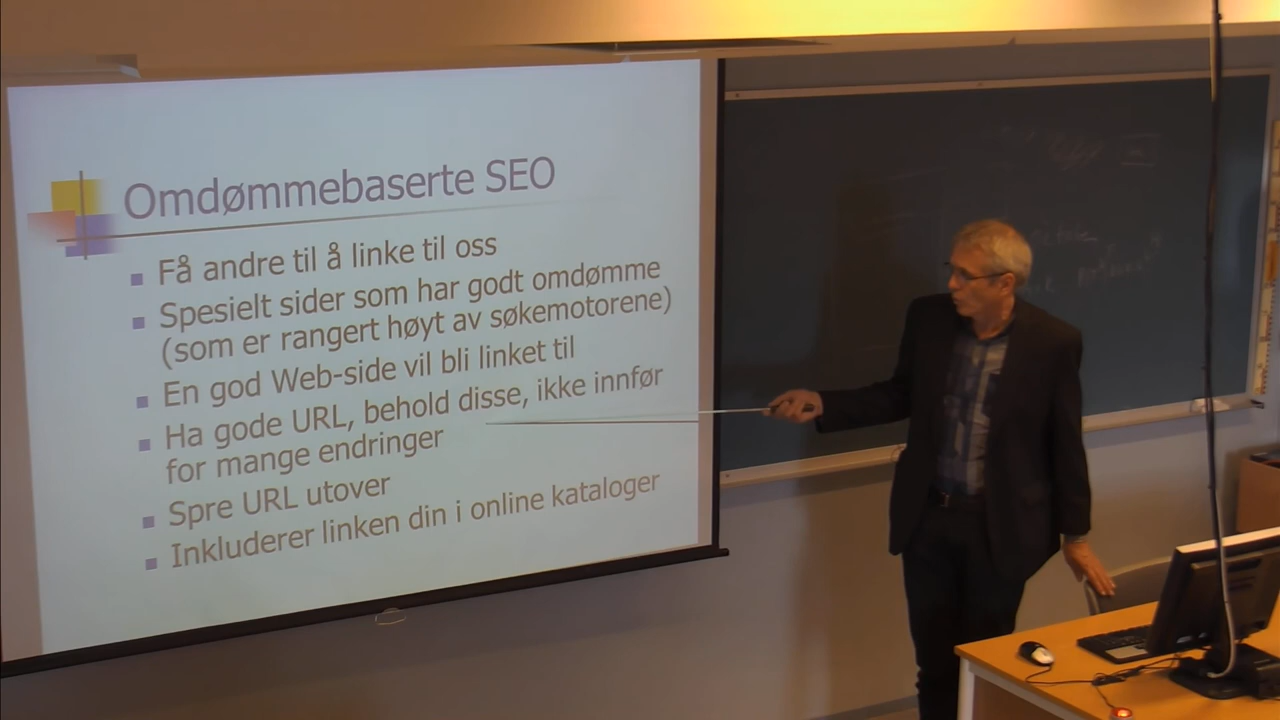 Omdømmebaserte SEO
Få andre til å linke til oss
Spesielt sider som har godt omdømme
(som er rangert høyt av søkemotorene)
En god Web-side vil bli linket til
Ha gode URL, behold disse, ikke innfør
for mange endringer
Spre URL utover
Inkluderer linken din i online kataloger